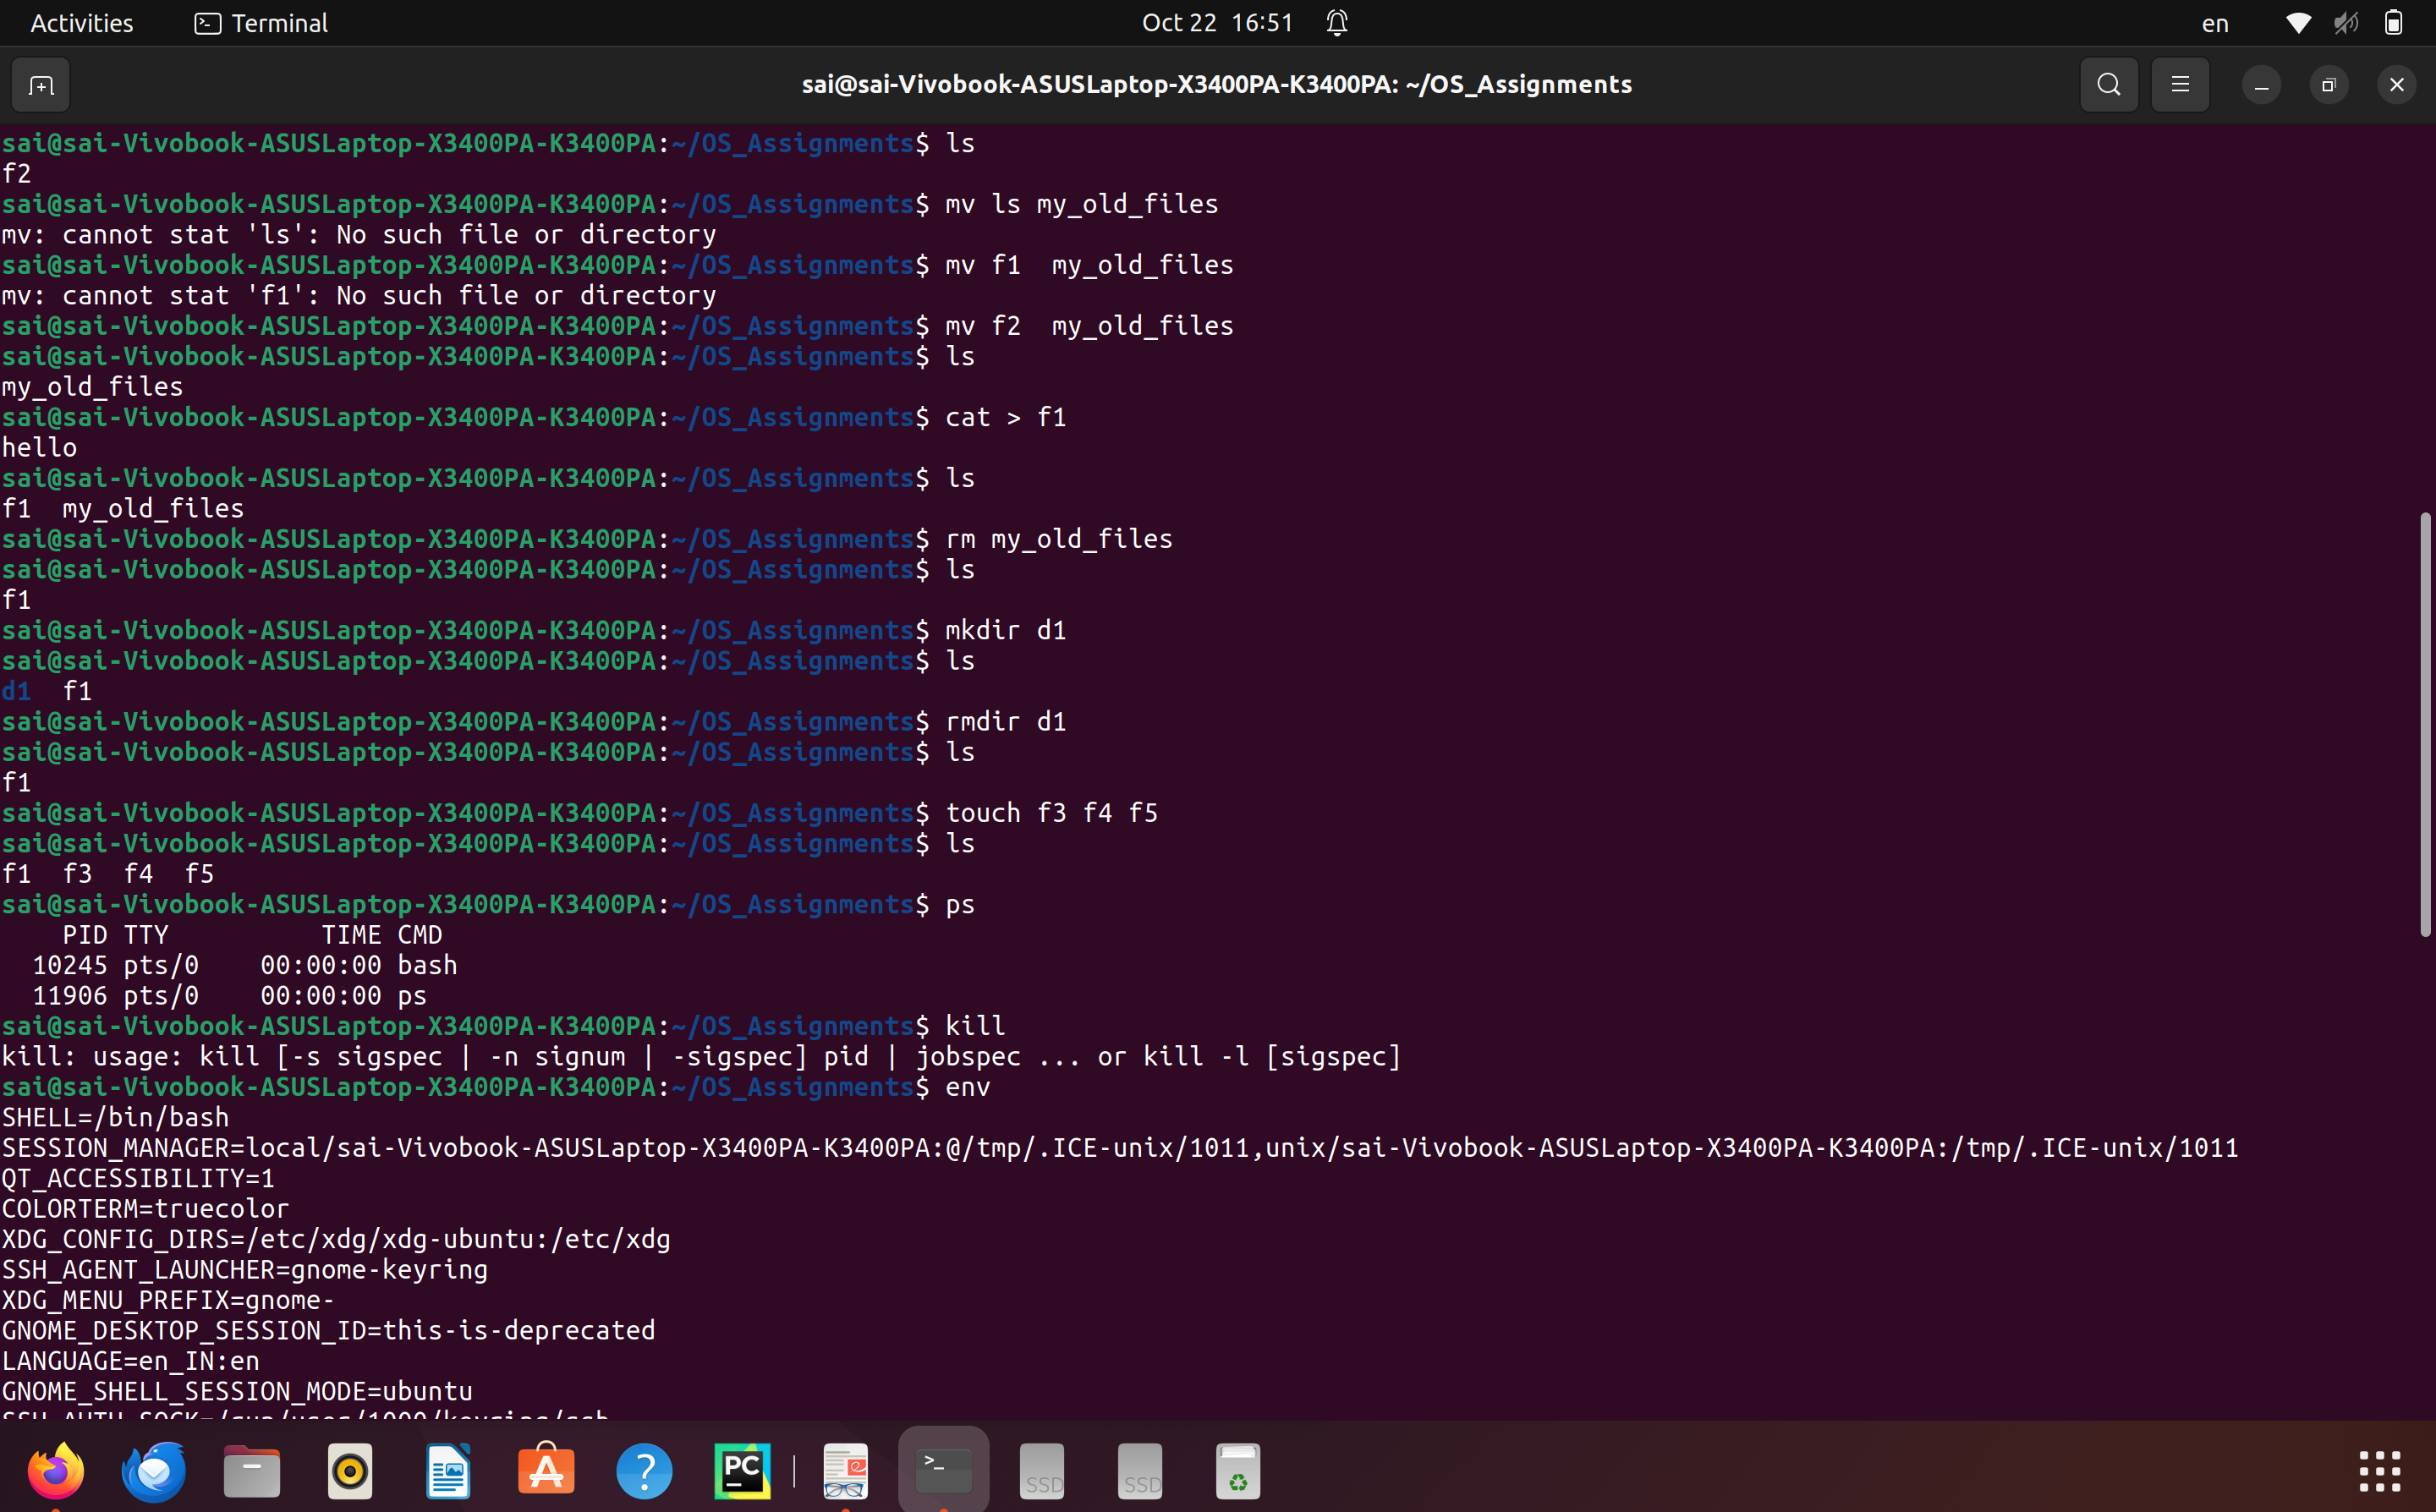 Activities Terminal Oct 22 16:51 en
sai@sai-Vivobook-ASUSLaptop-X3400PA-K3400PA: ~/OS_Assignments
sai@sai-Vivobook-ASUSLaptop-X3400PA-K3400PA:~/OS_Assignments$ ls
f2
sai@sai-Vivobook-ASUSLaptop-X3400PA-K3400PA:~/OS_Assignments$ mv ls my_old_files
mv: cannot stat 'ls': No such file or directory
sai@sai-Vivobook-ASUSLaptop-X3400PA-K3400PA:~/OS_Assignments$ mv f1  my_old_files
mv: cannot stat 'f1': No such file or directory
sai@sai-Vivobook-ASUSLaptop-X3400PA-K3400PA:~/OS_Assignments$ mv f2  my_old_files
sai@sai-Vivobook-ASUSLaptop-X3400PA-K3400PA:~/OS_Assignments$ ls
my_old_files
sai@sai-Vivobook-ASUSLaptop-X3400PA-K3400PA:~/OS_Assignments$ cat > f1
hello
sai@sai-Vivobook-ASUSLaptop-X3400PA-K3400PA:~/OS_Assignments$ ls
f1  my_old_files
sai@sai-Vivobook-ASUSLaptop-X3400PA-K3400PA:~/OS_Assignments$ rm my_old_files
sai@sai-Vivobook-ASUSLaptop-X3400PA-K3400PA:~/OS_Assignments$ ls
f1
sai@sai-Vivobook-ASUSLaptop-X3400PA-K3400PA:~/OS_Assignments$ mkdir d1
sai@sai-Vivobook-ASUSLaptop-X3400PA-K3400PA:~/OS_Assignments$ ls
d1  f1
sai@sai-Vivobook-ASUSLaptop-X3400PA-K3400PA:~/OS_Assignments$ rmdir d1
sai@sai-Vivobook-ASUSLaptop-X3400PA-K3400PA:~/OS_Assignments$ ls
f1
sai@sai-Vivobook-ASUSLaptop-X3400PA-K3400PA:~/OS_Assignments$ touch f3 f4 f5
sai@sai-Vivobook-ASUSLaptop-X3400PA-K3400PA:~/OS_Assignments$ ls
f1  f3  f4  f5
sai@sai-Vivobook-ASUSLaptop-X3400PA-K3400PA:~/OS_Assignments$ ps
    PID TTY          TIME CMD
  10245 pts/0    00:00:00 bash
  11906 pts/0    00:00:00 ps
sai@sai-Vivobook-ASUSLaptop-X3400PA-K3400PA:~/OS_Assignments$ kill
kill: usage: kill [-s sigspec | -n signum | -sigspec] pid | jobspec ... or kill -l [sigspec]
sai@sai-Vivobook-ASUSLaptop-X3400PA-K3400PA:~/OS_Assignments$ env
SHELL=/bin/bash
SESSION_MANAGER=local/sai-Vivobook-ASUSLaptop-X3400PA-K3400PA:@/tmp/.ICE-unix/1011,unix/sai-Vivobook-ASUSLaptop-X3400PA-K3400PA:/tmp/.ICE-unix/1011
QT_ACCESSIBILITY=1
COLORTERM=truecolor
XDG_CONFIG_DIRS=/etc/xdg/xdg-ubuntu:/etc/xdg
SSH_AGENT_LAUNCHER=gnome-keyring
XDG_MENU_PREFIX=gnome-
GNOME_DESKTOP_SESSION_ID=this-is-deprecated
LANGUAGE=en_IN:en
GNOME_SHELL_SESSION_MODE=ubuntu
SSH_AUTH_SOCK=/run/user/1000/keyring/ssh
PC SSD SSD